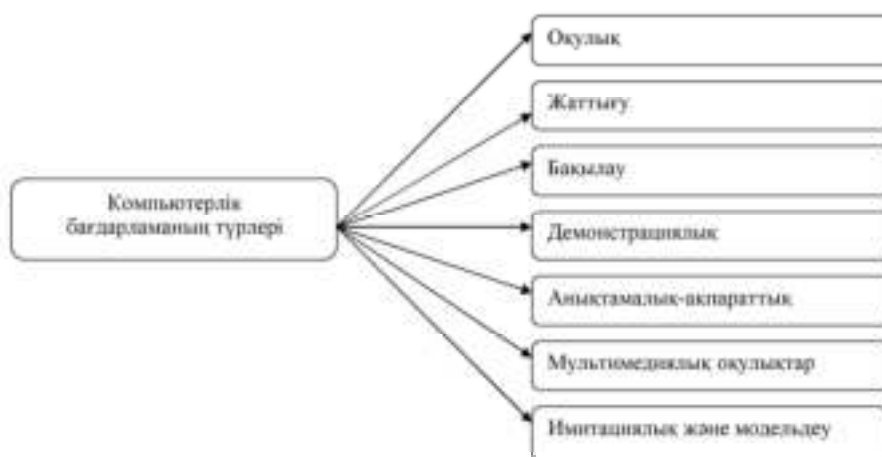 Компьютерлік
бағдарламаның түрлері
Оқулық
Жаттығу
Бақылау
Демонстрациялық
Анықтамалық-ақпараттық
Мультимедиялық оқулықтар
Имитациялық және модельдеу